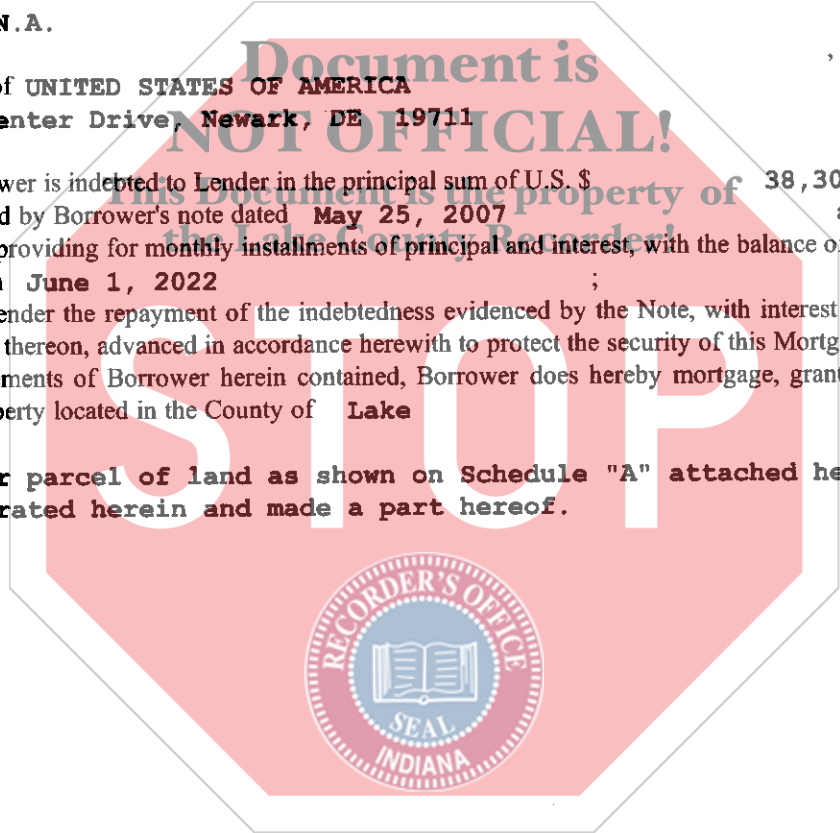 N.A.
,
of UNITED STATES OF AMERICA
enter Drive, Newark, DE 19711
wer is indebted to Lender in the principal sum of U.S. $ 38,30
d by Borrower's note dated May 25, 2007
providing for monthly installments of principal and interest, with the balance o
June 1, 2022 ;
ender the repayment of the indebtedness evidenced by the Note, with interest
thereon, advanced in accordance herewith to protect the security of this Mortg
ments of Borrower herein contained, Borrower does hereby mortgage, grant
perty located in the County of Lake
r parcel of land as shown on Schedule "A" attached he
rated herein and made a part hereof.
Document is
NOT OFFICIAL!
This Document is the property of
the Lake County Recorder!
STOP
RECORDER'S OFFICE
SEAL
INDIANA